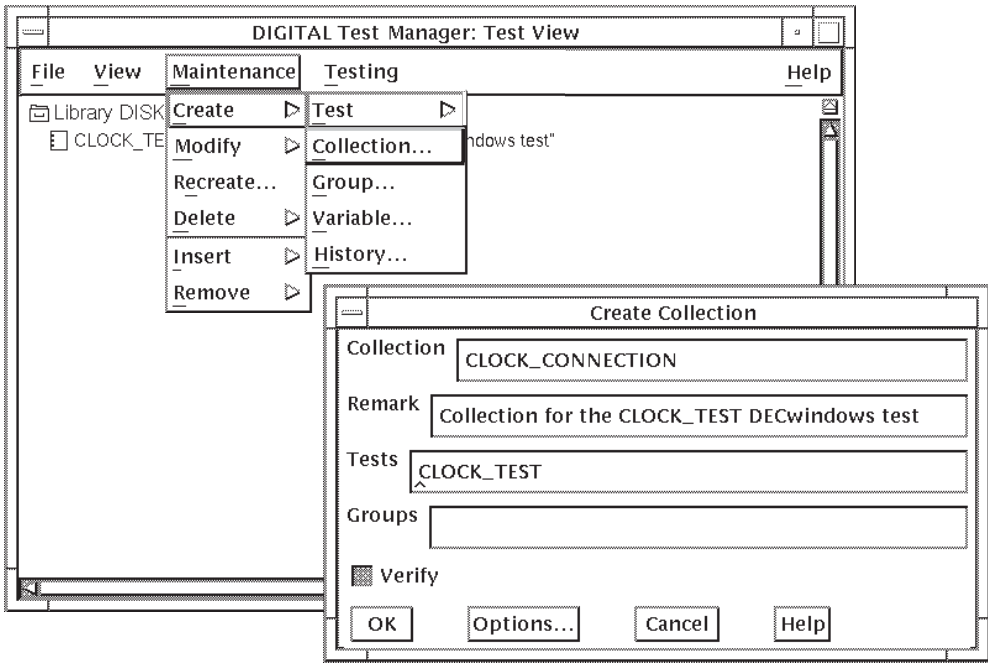 DIGITAL Test Manager: Test View
File View Maintenance Testing Help
Library DISK
CLOCK_TE ndows test"
Create
Modify
Recreate...
Delete
Insert
Remove
Test
Collection...
Group...
Variable...
History...
Create Collection
Collection CLOCK_CONNECTION
Remark Collection for the CLOCK_TEST DECwindows test
Tests CLOCK_TEST
Groups
Verify
OK Options... Cancel Help